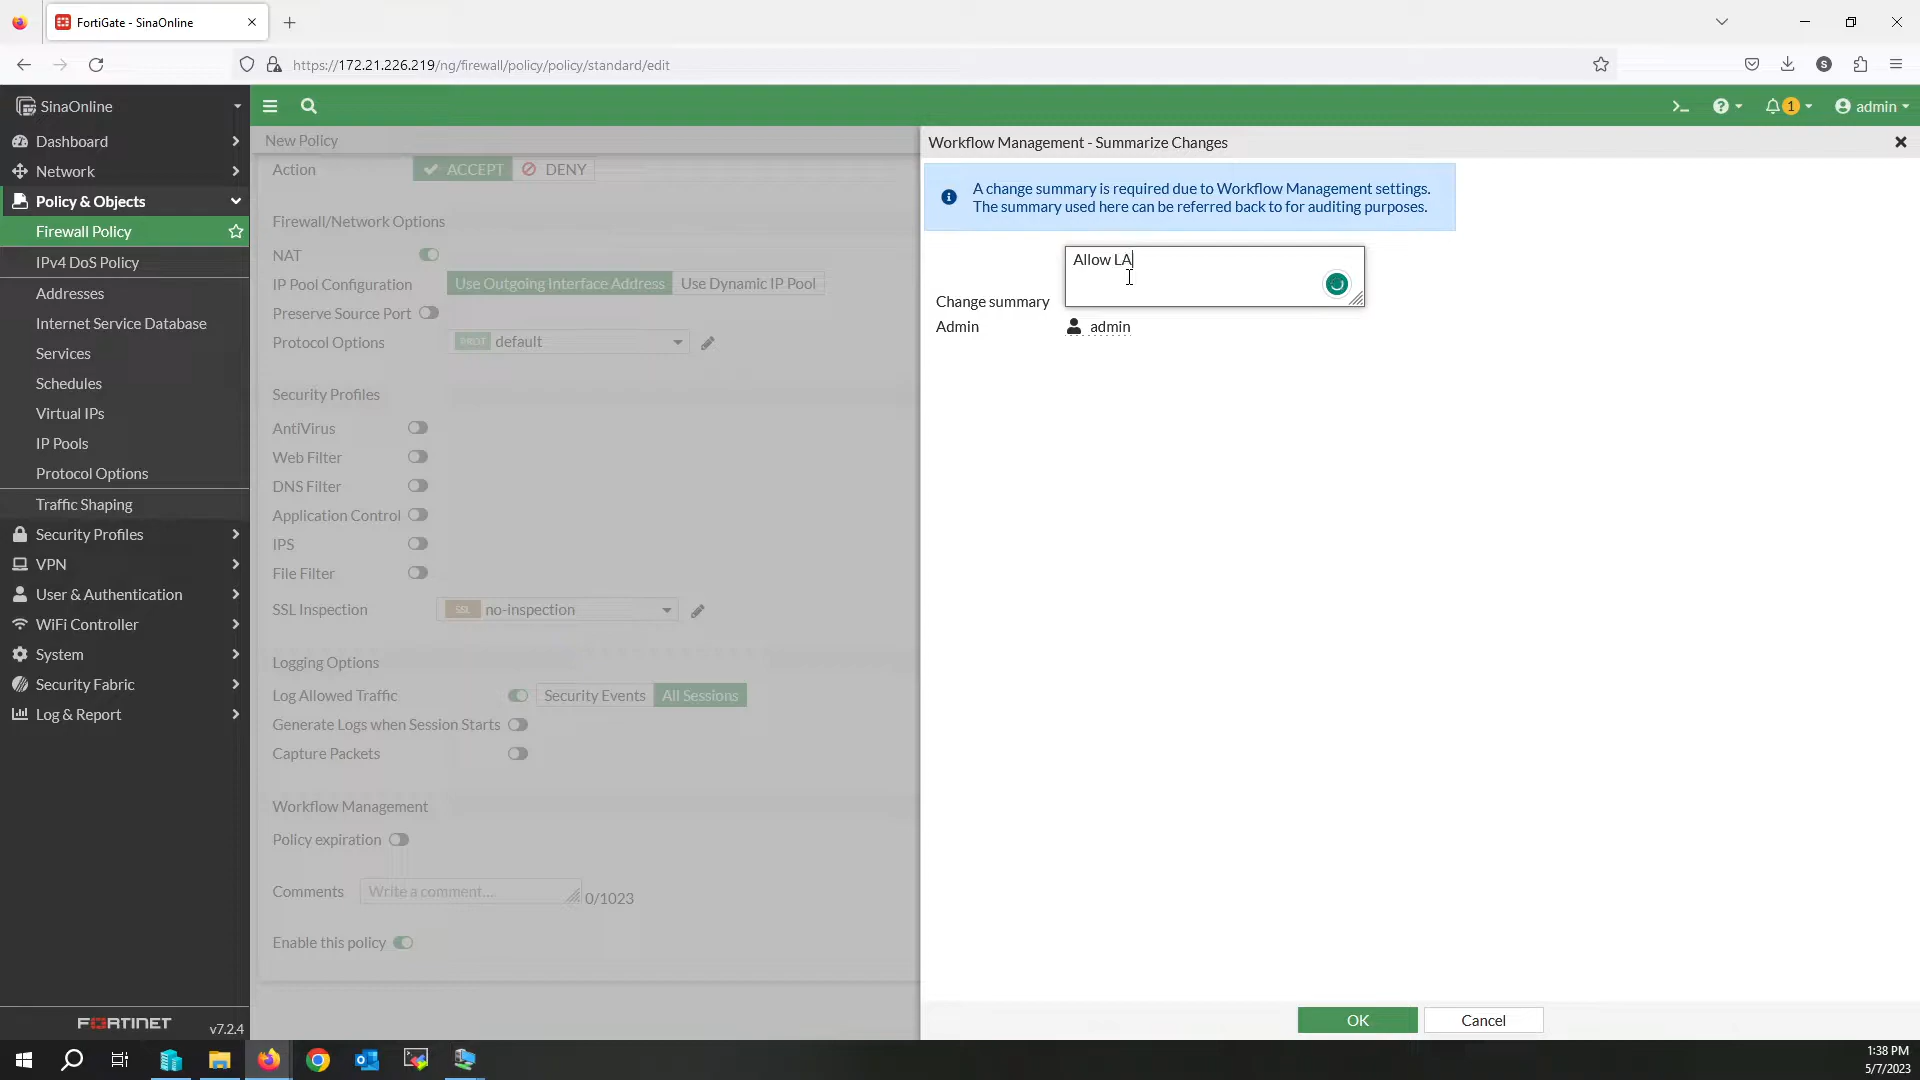 FortiGate - SinaOnline
https://172.21.226.219/ng/firewall/policy/policy/standard/edit
SinaOnline
1
admin
Dashboard
Network
Policy & Objects
Firewall Policy
IPv4 DoS Policy
Addresses
Internet Service Database
Services
Schedules
Virtual IPs
IP Pools
Protocol Options
Traffic Shaping
Security Profiles
VPN
User & Authentication
WiFi Controller
System
Security Fabric
Log & Report
FORTINET
v7.2.4
New Policy
Action ACCEPT DENY
Firewall/Network Options
NAT
IP Pool Configuration Use Outgoing Interface Address Use Dynamic IP Pool
Preserve Source Port
Protocol Options PROT default
Security Profiles
AntiVirus
Web Filter
DNS Filter
Application Control
IPS
File Filter
SSL Inspection SSL no-inspection
Logging Options
Log Allowed Traffic Security Events All Sessions
Generate Logs when Session Starts
Capture Packets
Workflow Management
Policy expiration
Comments Write a comment... 0/1023
Enable this policy
Workflow Management - Summarize Changes
A change summary is required due to Workflow Management settings.
The summary used here can be referred back to for auditing purposes.
Allow LA
Change summary
Admin admin
OK Cancel
1:38 PM
5/7/2023